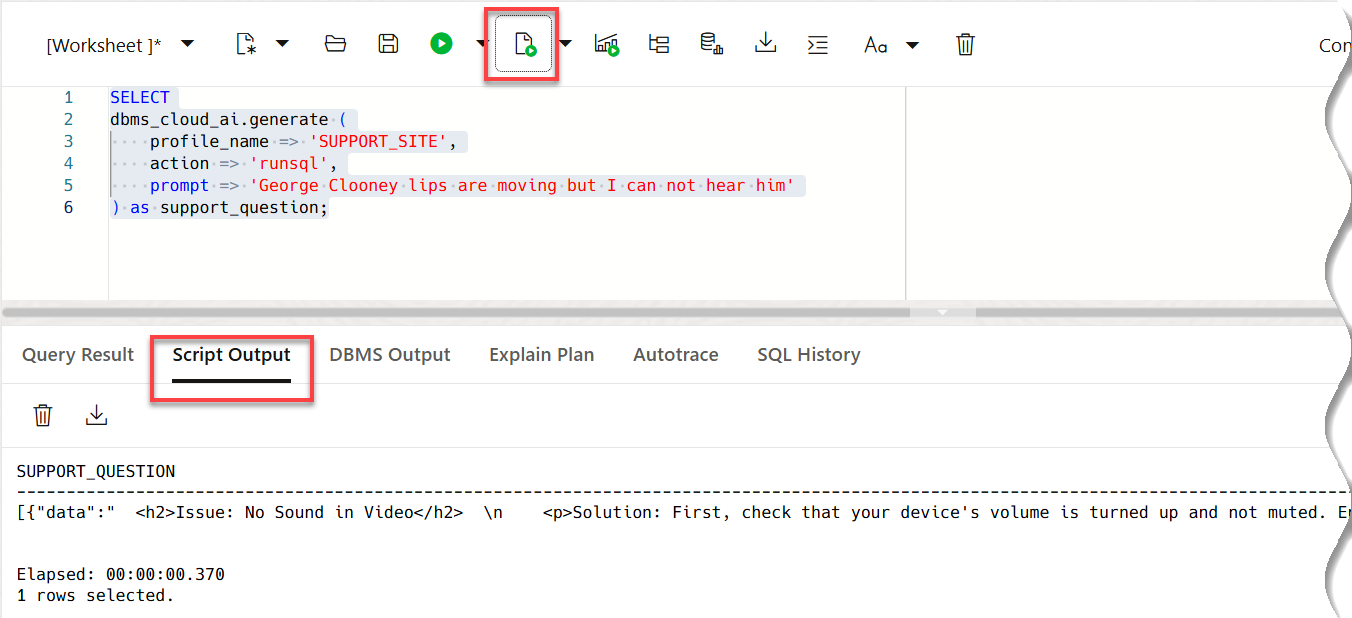 [Worksheet ]*
Aa
Con
1 SELECT
2 dbms_cloud_ai.generate (
3 profile_name => 'SUPPORT_SITE',
4 action => 'runsql',
5 prompt => 'George Clooney lips are moving but I can not hear him'
6 ) as support_question;
Query Result Script Output DBMS Output Explain Plan Autotrace SQL History
SUPPORT_QUESTION
[{"data":" <h2>Issue: No Sound in Video</h2> \n <p>Solution: First, check that your device's volume is turned up and not muted. En
Elapsed: 00:00:00.370
1 rows selected.